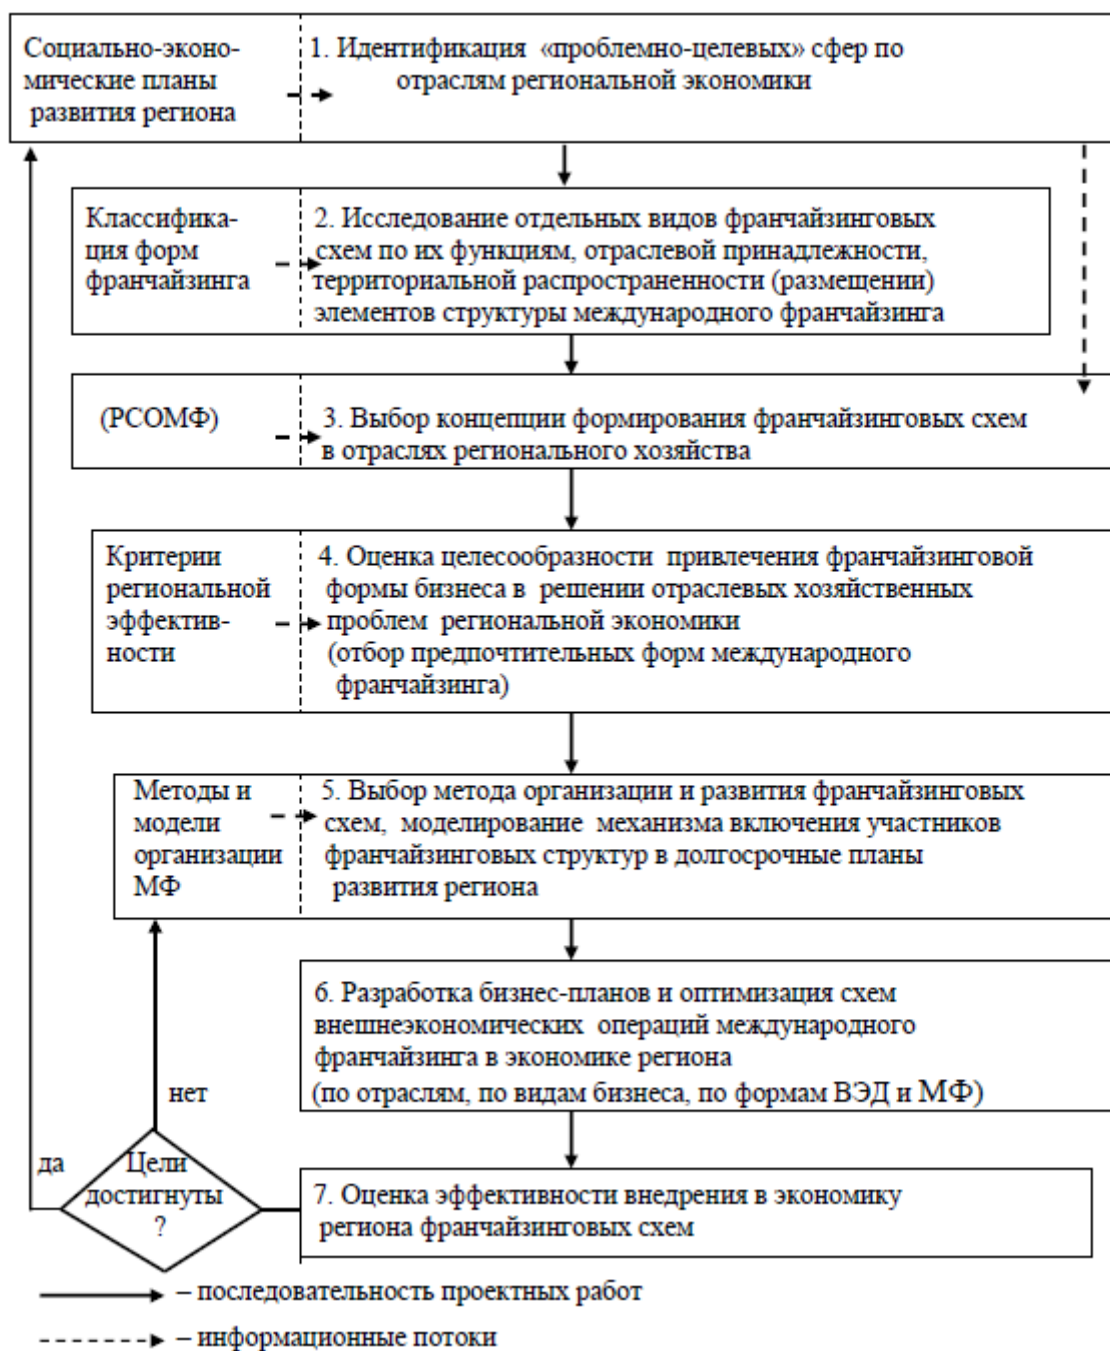 Социально-эконо-
мические планы
развития региона
1. Идентификация «проблемно-целевых» сфер по
отраслям региональной экономики
Классифика-
ция форм
франчайзинга
2. Исследование отдельных видов франчайзинговых
схем по их функциям, отраслевой принадлежности,
территориальной распространенности (размещении)
элементов структуры международного франчайзинга
(РСОМФ)
3. Выбор концепции формирования франчайзинговых схем
в отраслях регионального хозяйства
Критерии
региональной
эффектив-
ности
4. Оценка целесообразности привлечения франчайзинговой
формы бизнеса в решении отраслевых хозяйственных
проблем региональной экономики
(отбор предпочтительных форм международного
франчайзинга)
Методы и
модели
организации
МФ
5. Выбор метода организации и развития франчайзинговых
схем, моделирование механизма включения участников
франчайзинговых структур в долгосрочные планы
развития региона
6. Разработка бизнес-планов и оптимизация схем
внешнеэкономических операций международного
франчайзинга в экономике региона
(по отраслям, по видам бизнеса, по формам ВЭД и МФ)
нет
да
Цели
достигнуты
?
7. Оценка эффективности внедрения в экономику
региона франчайзинговых схем
– последовательность проектных работ
– информационные потоки